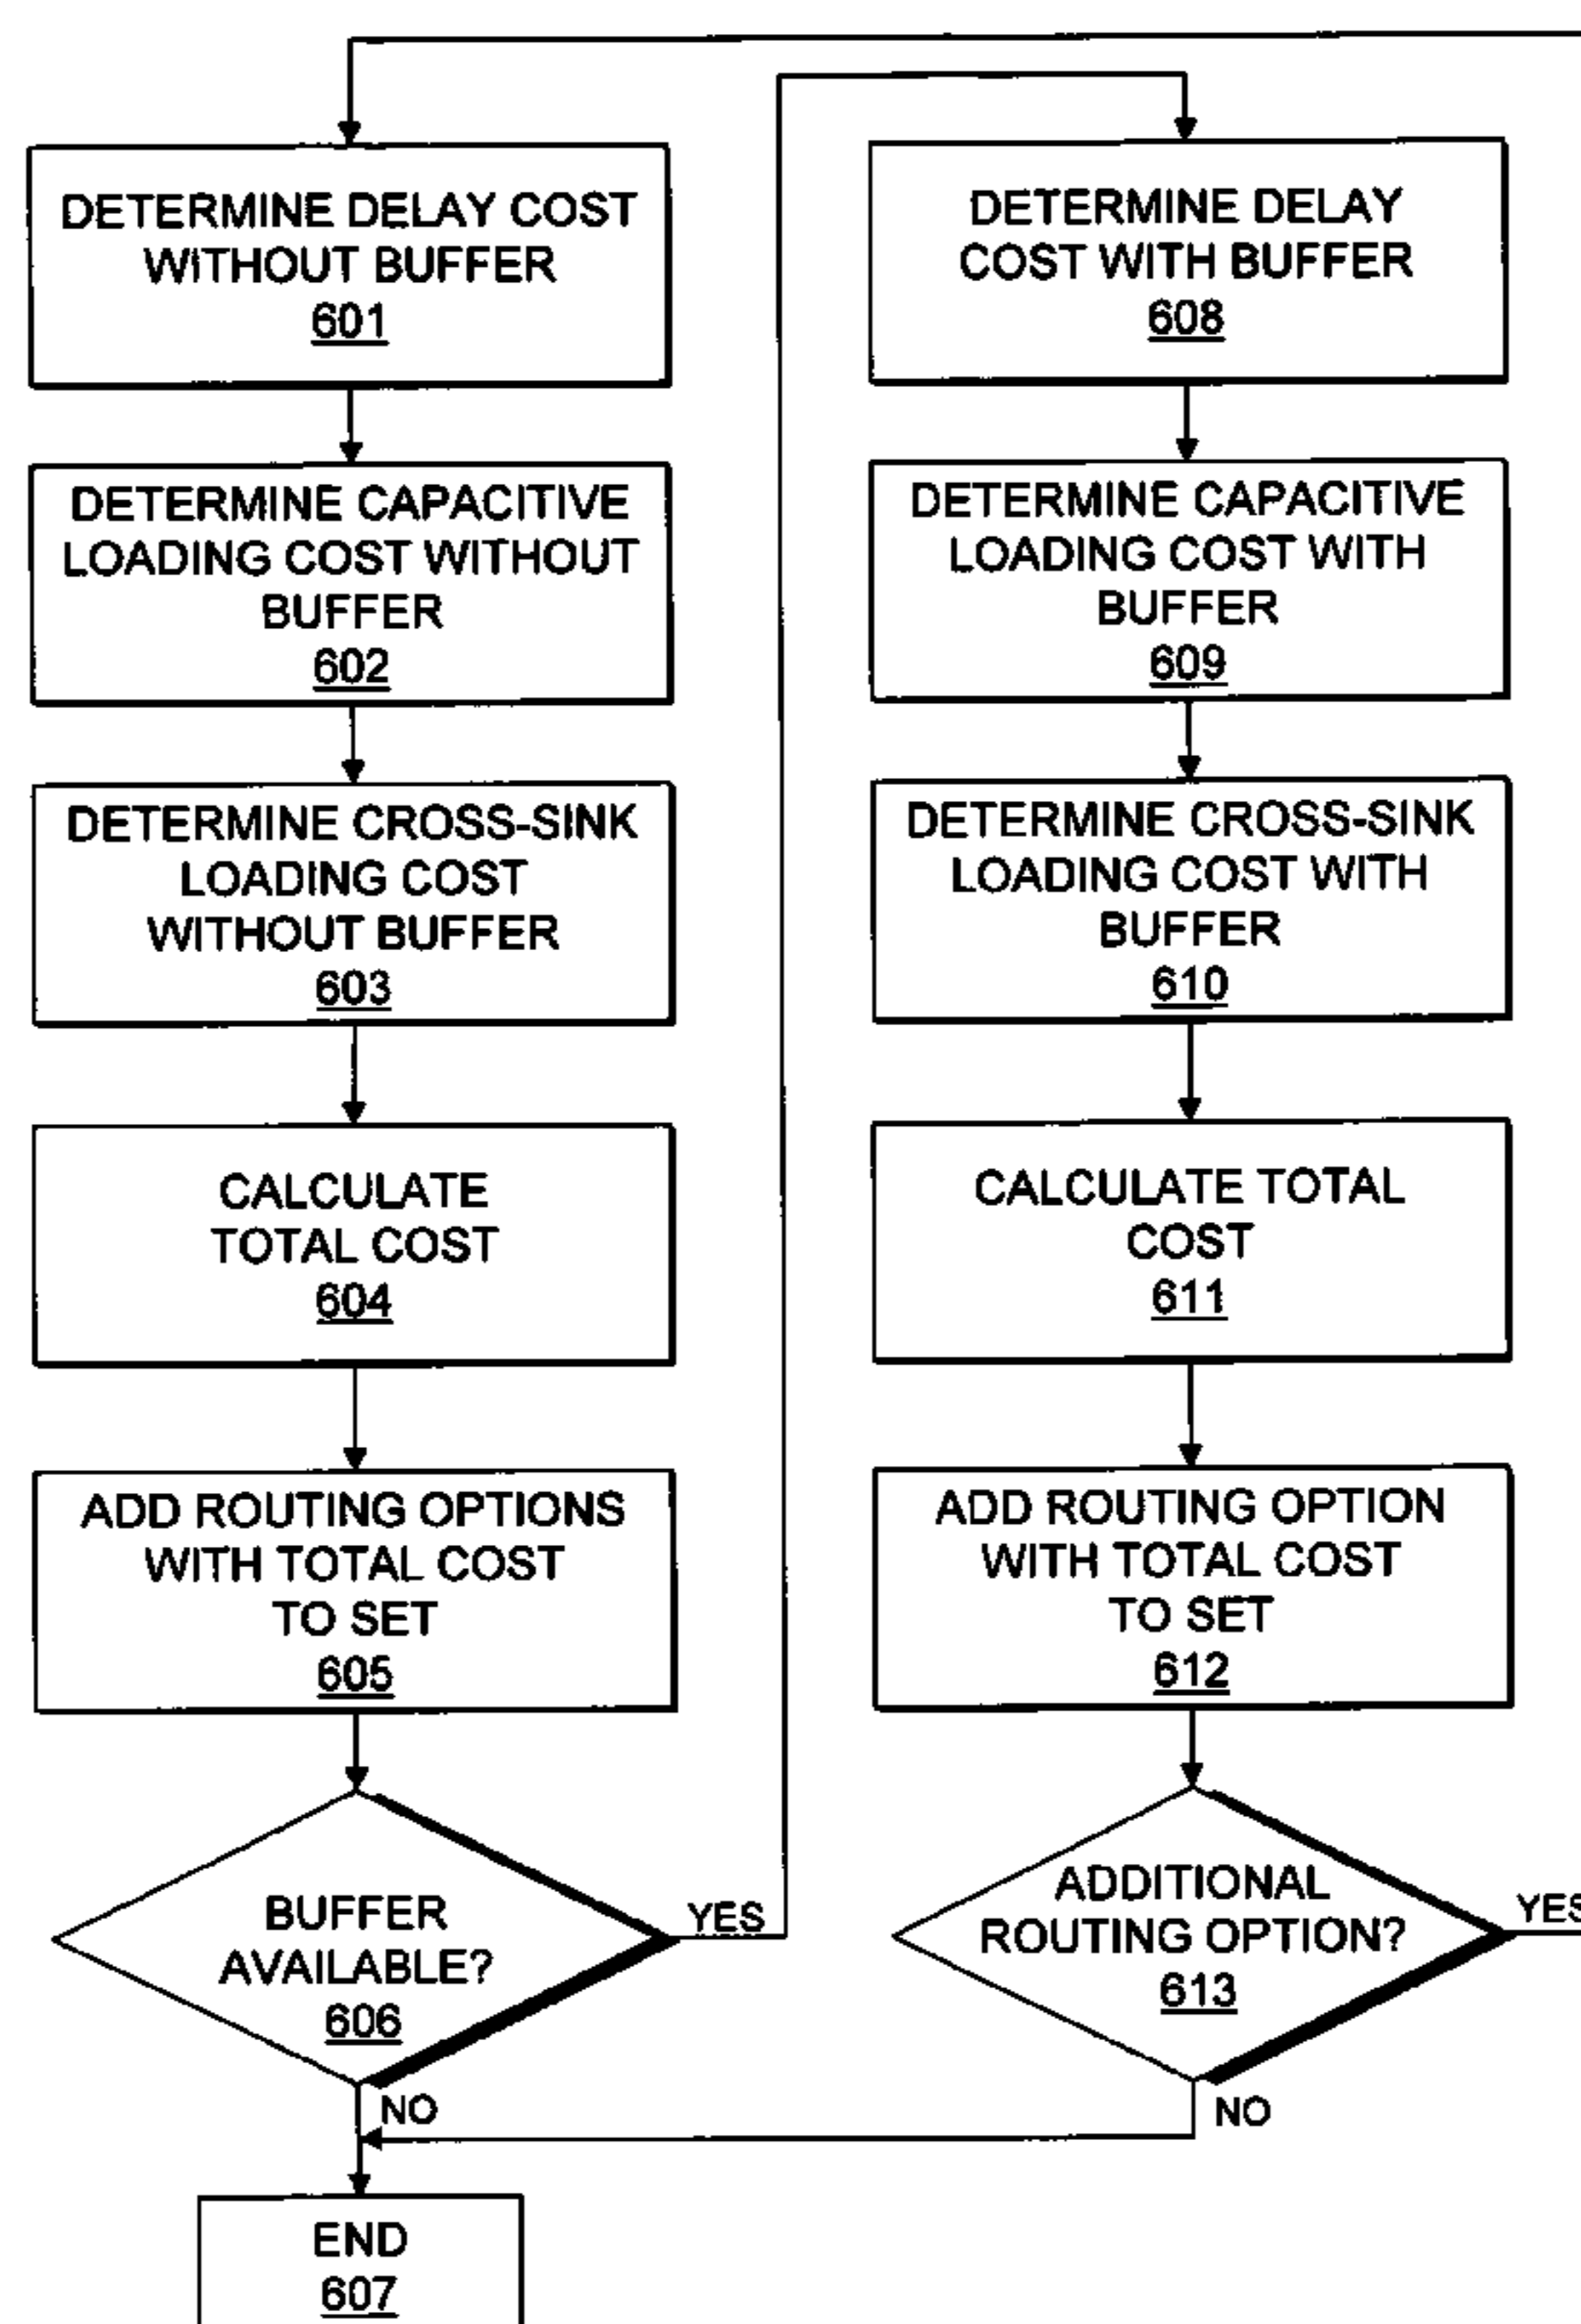 DETERMINE DELAY COST
WITHOUT BUFFER
601
DETERMINE CAPACITIVE
LOADING COST WITHOUT
BUFFER
602
DETERMINE CROSS-SINK
LOADING COST
WITHOUT BUFFER
603
CALCULATE
TOTAL COST
604
ADD ROUTING OPTIONS
WITH TOTAL COST
TO SET
605
BUFFER
AVAILABLE?
606
YES
NO
END
607
DETERMINE DELAY
COST WITH BUFFER
608
DETERMINE CAPACITIVE
LOADING COST WITH
BUFFER
609
DETERMINE CROSS-SINK
LOADING COST WITH
BUFFER
610
CALCULATE TOTAL
COST
611
ADD ROUTING OPTION
WITH TOTAL COST
TO SET
612
ADDITIONAL
ROUTING OPTION?
613
YES
NO